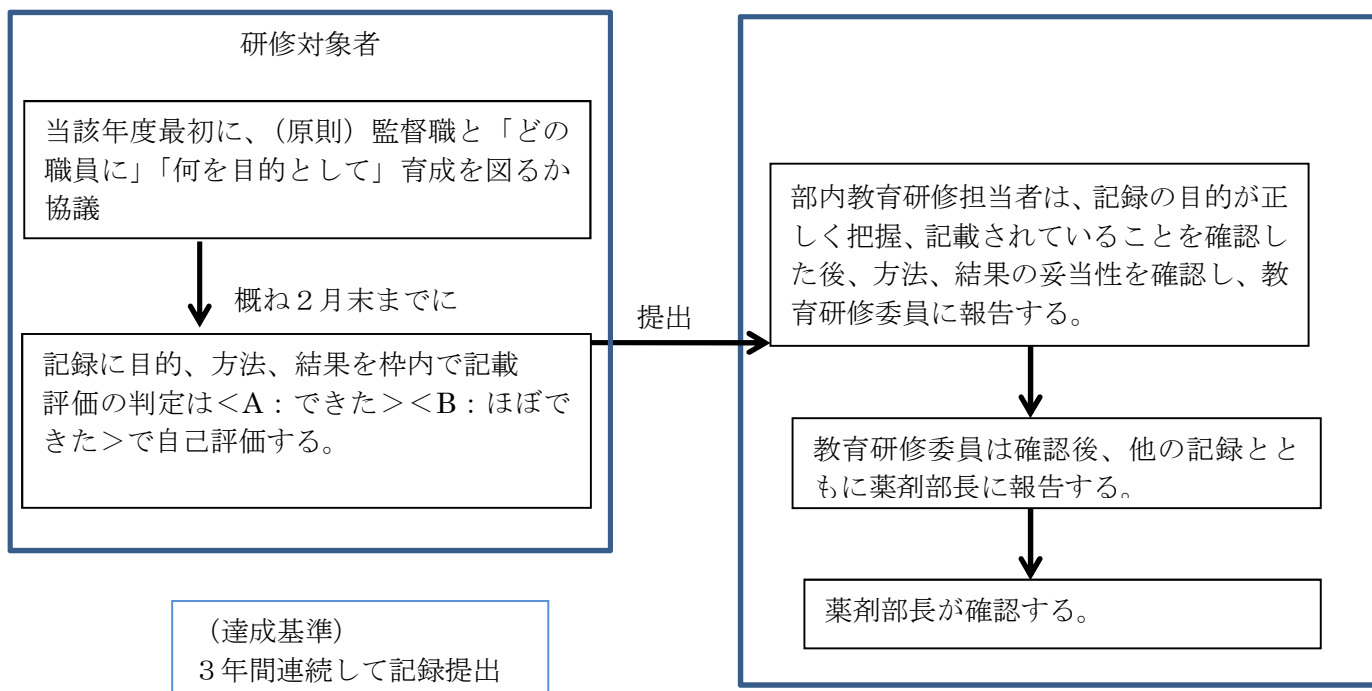 研修対象者
当該年度最初に、（原則）監督職と「どの
職員に」「何を目的として」育成を図るか
協議
概ね２月末までに
記録に目的、方法、結果を枠内で記載
評価の判定は＜A：できた＞＜B：ほぼで
きた＞で自己評価する。
提出
部内教育研修担当者は、記録の目的が正
しく把握、記載されていることを確認し
た後、方法、結果の妥当性を確認し、教
育研修委員に報告する。
教育研修委員は確認後、他の記録とと
もに薬剤部長に報告する。
薬剤部長が確認する。
（達成基準）
３年間連続して記録提出